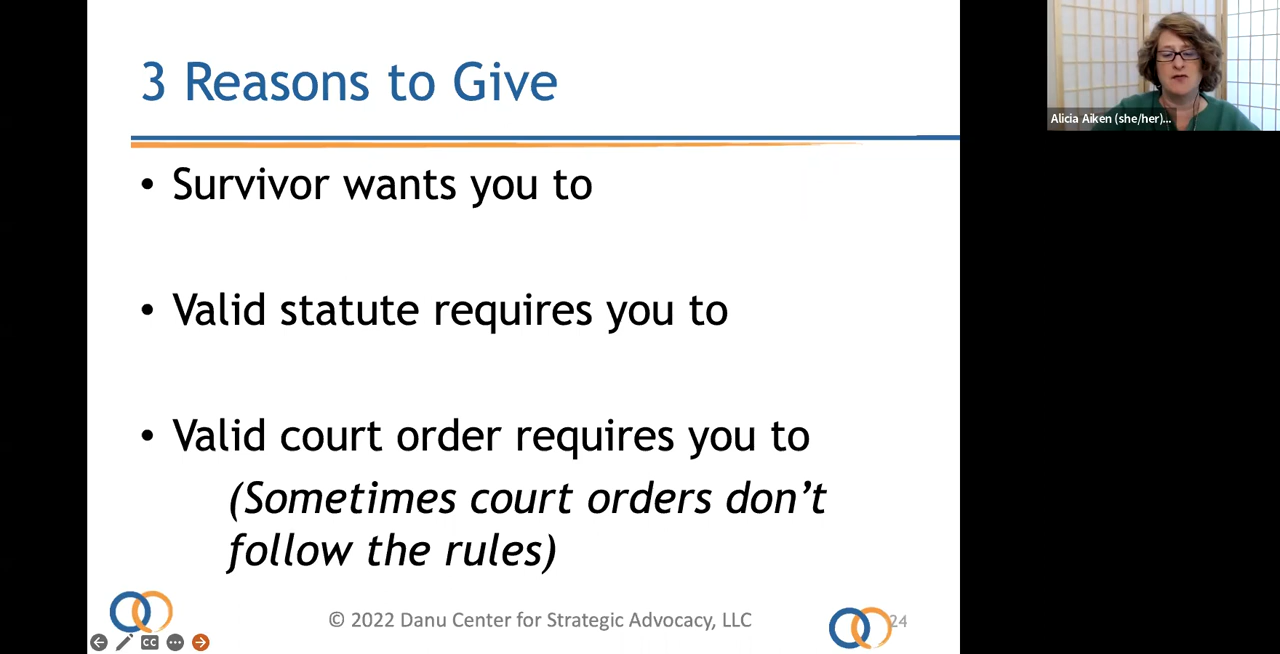 3 Reasons to Give
Alicia Aiken (she/her)...
• Survivor wants you to
• Valid statute requires you to
• Valid court order requires you to
(Sometimes court orders don’t
follow the rules)
© 2022 Danu Center for Strategic Advocacy, LLC
24
CC